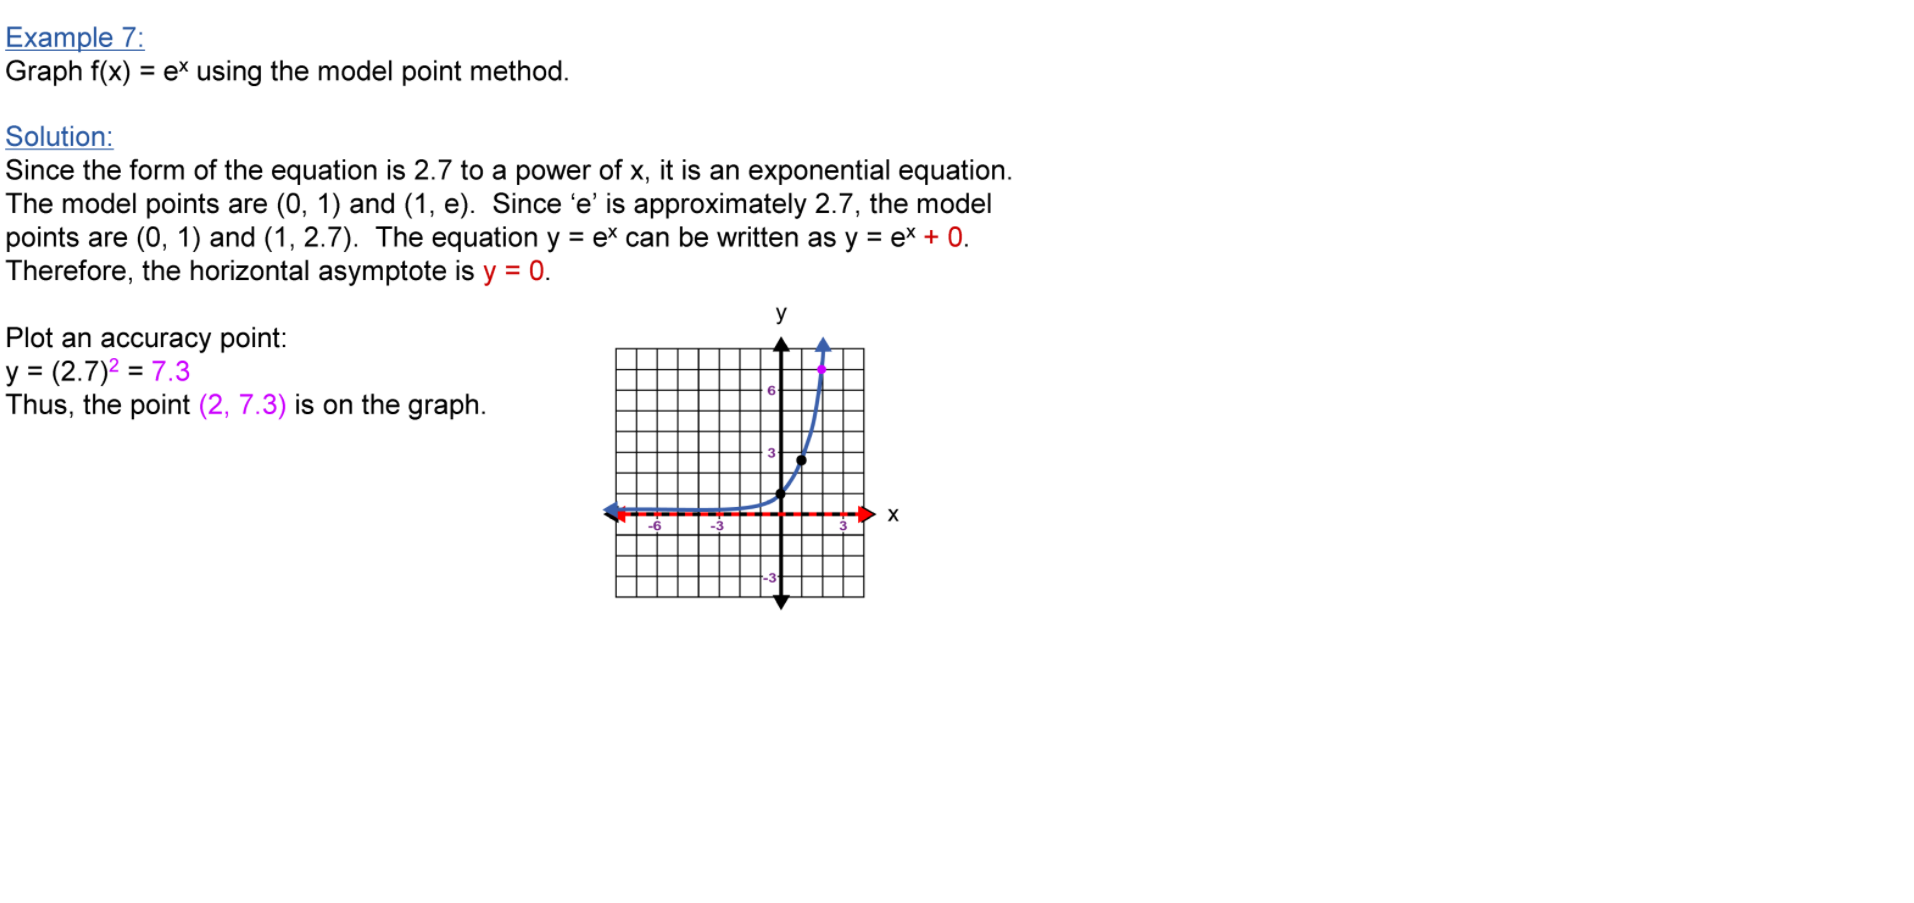 Example 7:
Graph f(x) = eˣ using the model point method.
Solution:
Since the form of the equation is 2.7 to a power of x, it is an exponential equation.
The model points are (0, 1) and (1, e).  Since ‘e’ is approximately 2.7, the model
points are (0, 1) and (1, 2.7).  The equation y = eˣ can be written as y = eˣ + 0.
Therefore, the horizontal asymptote is y = 0.
Plot an accuracy point:
y = (2.7)² = 7.3
Thus, the point (2, 7.3) is on the graph.
y
6
3
x
-6 -3 3
-3